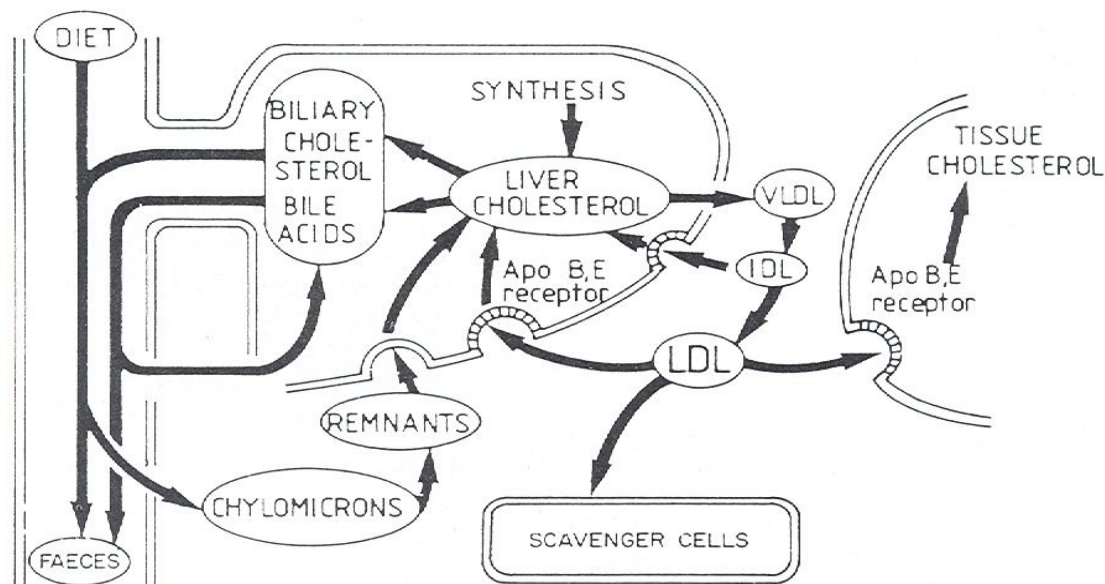 DIET
BILIARY
CHOLE-
STEROL
BILE
ACIDS
SYNTHESIS
LIVER
CHOLESTEROL
VLDL
IDL
LDL
Apo B,E
receptor
TISSUE
CHOLESTEROL
Apo B,E
receptor
REMNANTS
CHYLOMICRONS
SCAVENGER CELLS
FAECES